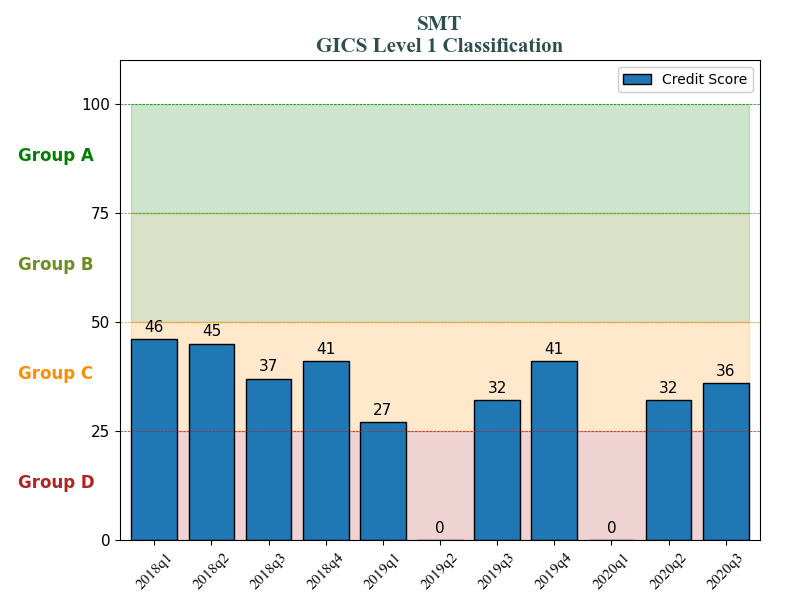 SMT
GICS Level 1 Classification
Credit Score
100
Group A
75
Group B
50
46
45
37
41
27
0
32
41
0
32
36
Group C
25
Group D
0
2018q1
2018q2
2018q3
2018q4
2019q1
2019q2
2019q3
2019q4
2020q1
2020q2
2020q3